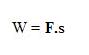 W = F.s